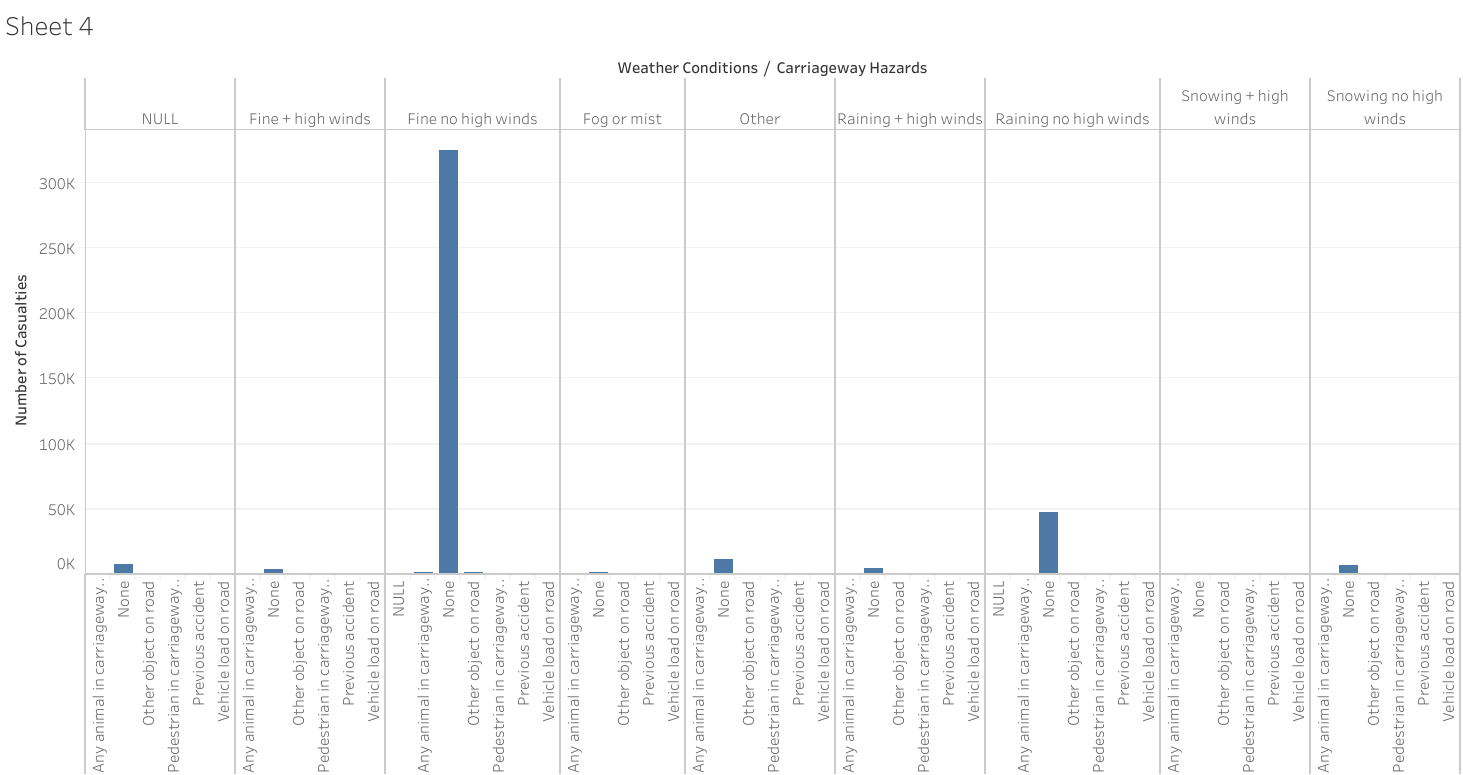 Sheet 4
Weather Conditions / Carriageway Hazards
NULL
Fine + high winds
Fine no high winds
Fog or mist
Other
Raining + high winds
Raining no high winds
Snowing + high
winds
Snowing no high
winds
Number of Casualties
300K
250K
200K
150K
100K
50K
0K
Any animal in carriageway..
None
Other object on road
Pedestrian in carriageway..
Previous accident
Vehicle load on road
Any animal in carriageway..
None
Other object on road
Pedestrian in carriageway..
Previous accident
Vehicle load on road
NULL
Any animal in carriageway..
None
Other object on road
Pedestrian in carriageway..
Previous accident
Vehicle load on road
Any animal in carriageway..
None
Other object on road
Previous accident
Vehicle load on road
Any animal in carriageway..
None
Other object on road
Pedestrian in carriageway..
Previous accident
Vehicle load on road
Any animal in carriageway..
None
Other object on road
Pedestrian in carriageway..
Previous accident
Vehicle load on road
NULL
Any animal in carriageway..
None
Other object on road
Pedestrian in carriageway..
Previous accident
Vehicle load on road
Any animal in carriageway..
None
Other object on road
Pedestrian in carriageway..
Previous accident
Vehicle load on road
Any animal in carriageway..
None
Other object on road
Pedestrian in carriageway..
Previous accident
Vehicle load on road